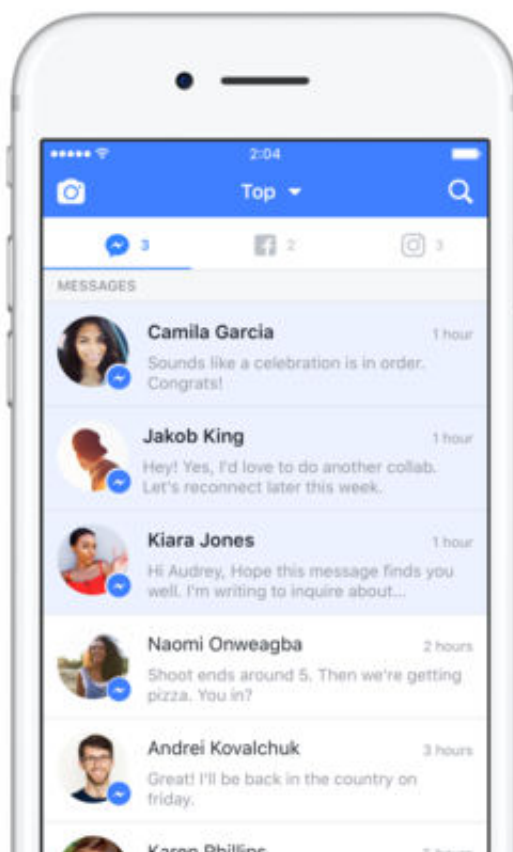 2:04
Top
3 2 3
MESSAGES
Camila Garcia 1 hour
Sounds like a celebration is in order.
Congrats!
Jakob King 1 hour
Hey! Yes, I'd love to do another collab.
Let's reconnect later this week.
Kiara Jones 1 hour
Hi Audrey, Hope this message finds you
well. I'm writing to inquire about...
Naomi Onweagba 2 hours
Shoot ends around 5. Then we're getting
pizza. You in?
Andrei Kovalchuk 3 hours
Great! I'll be back in the country on
friday.
Karen Phillips hours